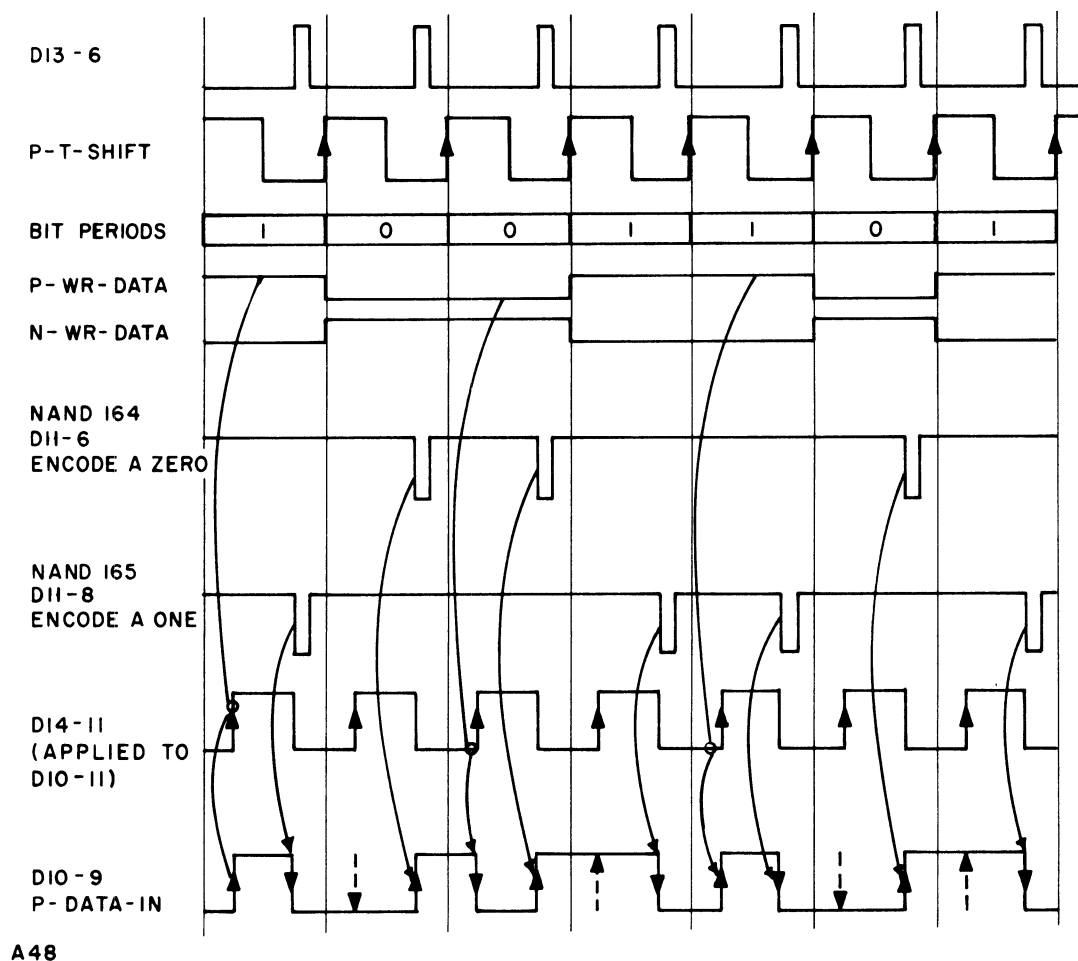 D13-6
P-T-SHIFT
BIT PERIODS 1 0 0 1 1 0 1
P-WR-DATA
N-WR-DATA
NAND 164
D11-6
ENCODE A ZERO
NAND 165
D11-8
ENCODE A ONE
D14-11
(APPLIED TO
D10-11)
D10-9
P-DATA-IN
A48